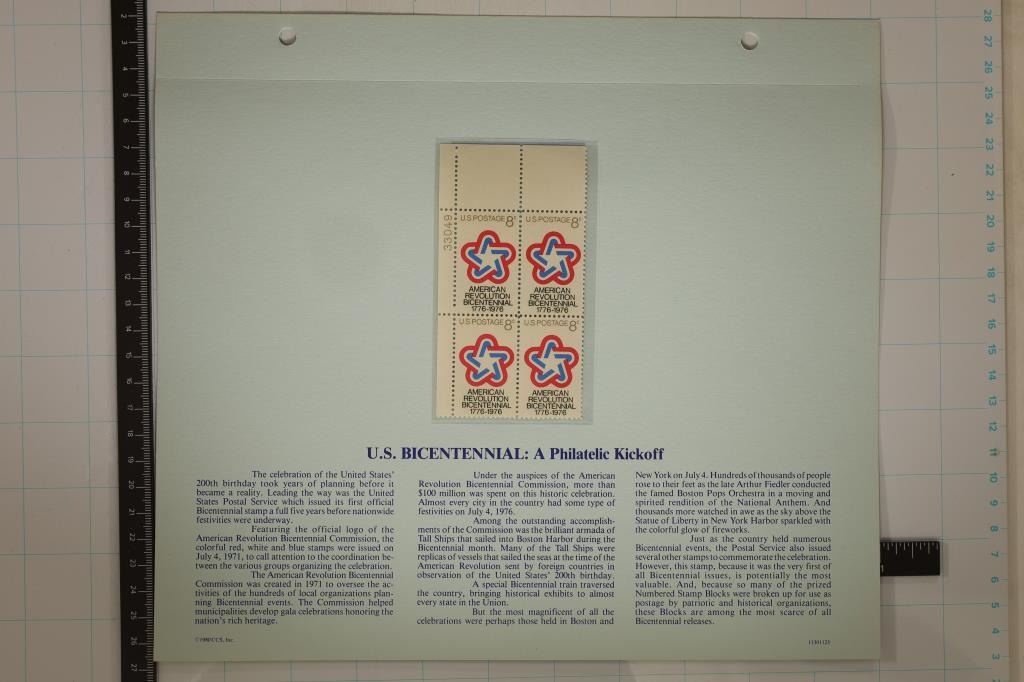 33049
U.S. POSTAGE 8c U.S. POSTAGE 8c
AMERICAN AMERICAN
REVOLUTION REVOLUTION
BICENTENNIAL BICENTENNIAL
1776-1976 1776-1976
U.S. POSTAGE 8c U.S. POSTAGE 8c
AMERICAN AMERICAN
REVOLUTION REVOLUTION
BICENTENNIAL BICENTENNIAL
1776-1976 1776-1976
U.S. BICENTENNIAL: A Philatelic Kickoff
The celebration of the United States'
200th birthday took years of planning before it
became a reality. Leading the way was the United
States Postal Service which issued its first official
Bicentennial stamp a full five years before nationwide
festivities were underway.
Featuring the official logo of the
American Revolution Bicentennial Commission, the
colorful red, white and blue stamps were issued on
July 4, 1971, to call attention to the coordination be-
tween the various groups organizing the celebration.
The American Revolution Bicentennial
Commission was created in 1971 to oversee the ac-
tivities of the hundreds of local organizations plan-
ning Bicentennial events. The Commission helped
municipalities develop gala celebrations honoring the
nation's rich heritage.
Under the auspices of the American
Revolution Bicentennial Commission, more than
$100 million was spent on this historic celebration.
Almost every city in the country had some type of
festivities on July 4, 1976.
Among the outstanding accomplish-
ments of the Commission was the brilliant armada of
Tall Ships that sailed into Boston Harbor during the
Bicentennial month. Many of the Tall Ships were
replicas of vessels that sailed the seas at the time of the
American Revolution sent by foreign countries in
observation of the United States' 200th birthday.
A special Bicentennial train traversed
the country, bringing historical exhibits to almost
every state in the Union.
But the most magnificent of all the
celebrations were perhaps those held in Boston and
New York on July 4. Hundreds of thousands of people
rose to their feet as the late Arthur Fiedler conducted
the famed Boston Pops Orchestra in a moving and
spirited rendition of the National Anthem. And
thousands more watched in awe as the sky above the
Statue of Liberty in New York Harbor sparkled with
the colorful glow of fireworks.
Just as the country held numerous
Bicentennial events, the Postal Service also issued
several other stamps to commemorate the celebration.
However, this stamp, because it was the very first of
all Bicentennial issues, is potentially the most
valuable. And, because so many of the prized
Numbered Stamp Blocks were broken up for use as
postage by patriotic and historical organizations,
these Blocks are among the most scarce of all
Bicentennial releases.
©1980 CCS, Inc.